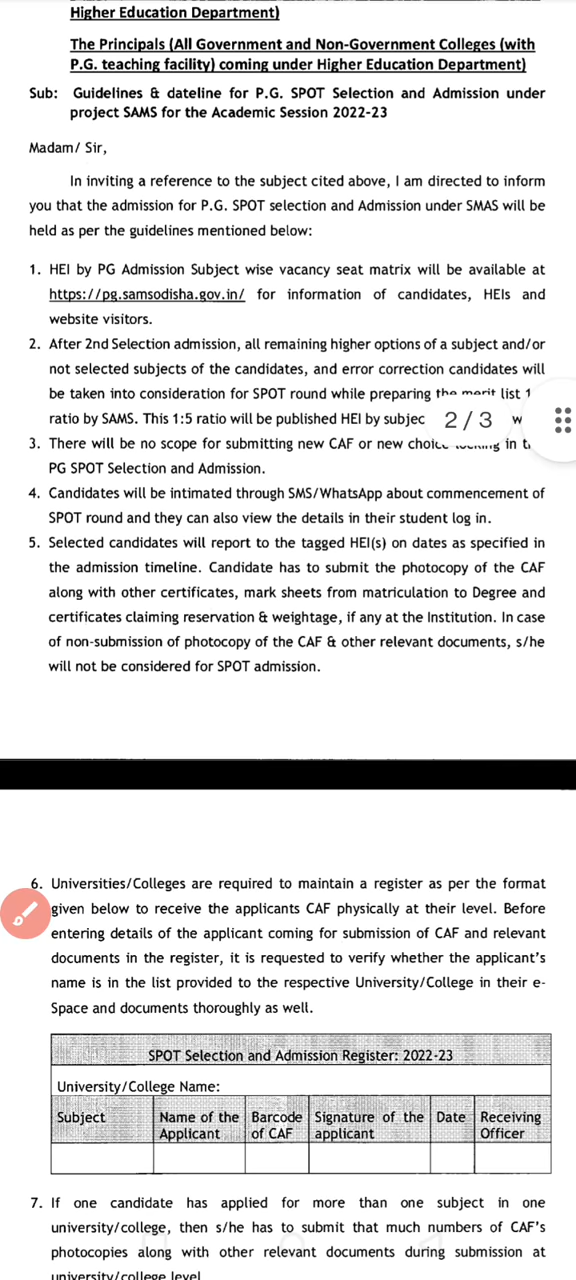 Higher Education Department)
The Principals (All Government and Non-Government Colleges (with
P.G. teaching facility) coming under Higher Education Department)
Sub: Guidelines & dateline for P.G. SPOT Selection and Admission under
project SAMS for the Academic Session 2022-23
Madam/ Sir,
In inviting a reference to the subject cited above, I am directed to inform
you that the admission for P.G. SPOT selection and Admission under SMAS will be
held as per the guidelines mentioned below:
1. HEI by PG Admission Subject wise vacancy seat matrix will be available at
https://pg.samsodisha.gov.in/ for information of candidates, HEIs and
website visitors.
2. After 2nd Selection admission, all remaining higher options of a subject and/or
not selected subjects of the candidates, and error correction candidates will
be taken into consideration for SPOT round while preparing the merit list 1
ratio by SAMS. This 1:5 ratio will be published HEI by subjec 2/3 w
3. There will be no scope for submitting new CAF or new choice locking in t
PG SPOT Selection and Admission.
4. Candidates will be intimated through SMS/WhatsApp about commencement of
SPOT round and they can also view the details in their student log in.
5. Selected candidates will report to the tagged HEI(s) on dates as specified in
the admission timeline. Candidate has to submit the photocopy of the CAF
along with other certificates, mark sheets from matriculation to Degree and
certificates claiming reservation & weightage, if any at the Institution. In case
of non-submission of photocopy of the CAF & other relevant documents, s/he
will not be considered for SPOT admission.
6. Universities/Colleges are required to maintain a register as per the format
given below to receive the applicants CAF physically at their level. Before
entering details of the applicant coming for submission of CAF and relevant
documents in the register, it is requested to verify whether the applicant's
name is in the list provided to the respective University/College in their e-
Space and documents thoroughly as well.
SPOT Selection and Admission Register: 2022-23
University/College Name:
Subject Name of the Barcode Signature of the Date Receiving
Applicant of CAF applicant Officer
7. If one candidate has applied for more than one subject in one
university/college, then s/he has to submit that much numbers of CAF's
photocopies along with other relevant documents during submission at
university/college level